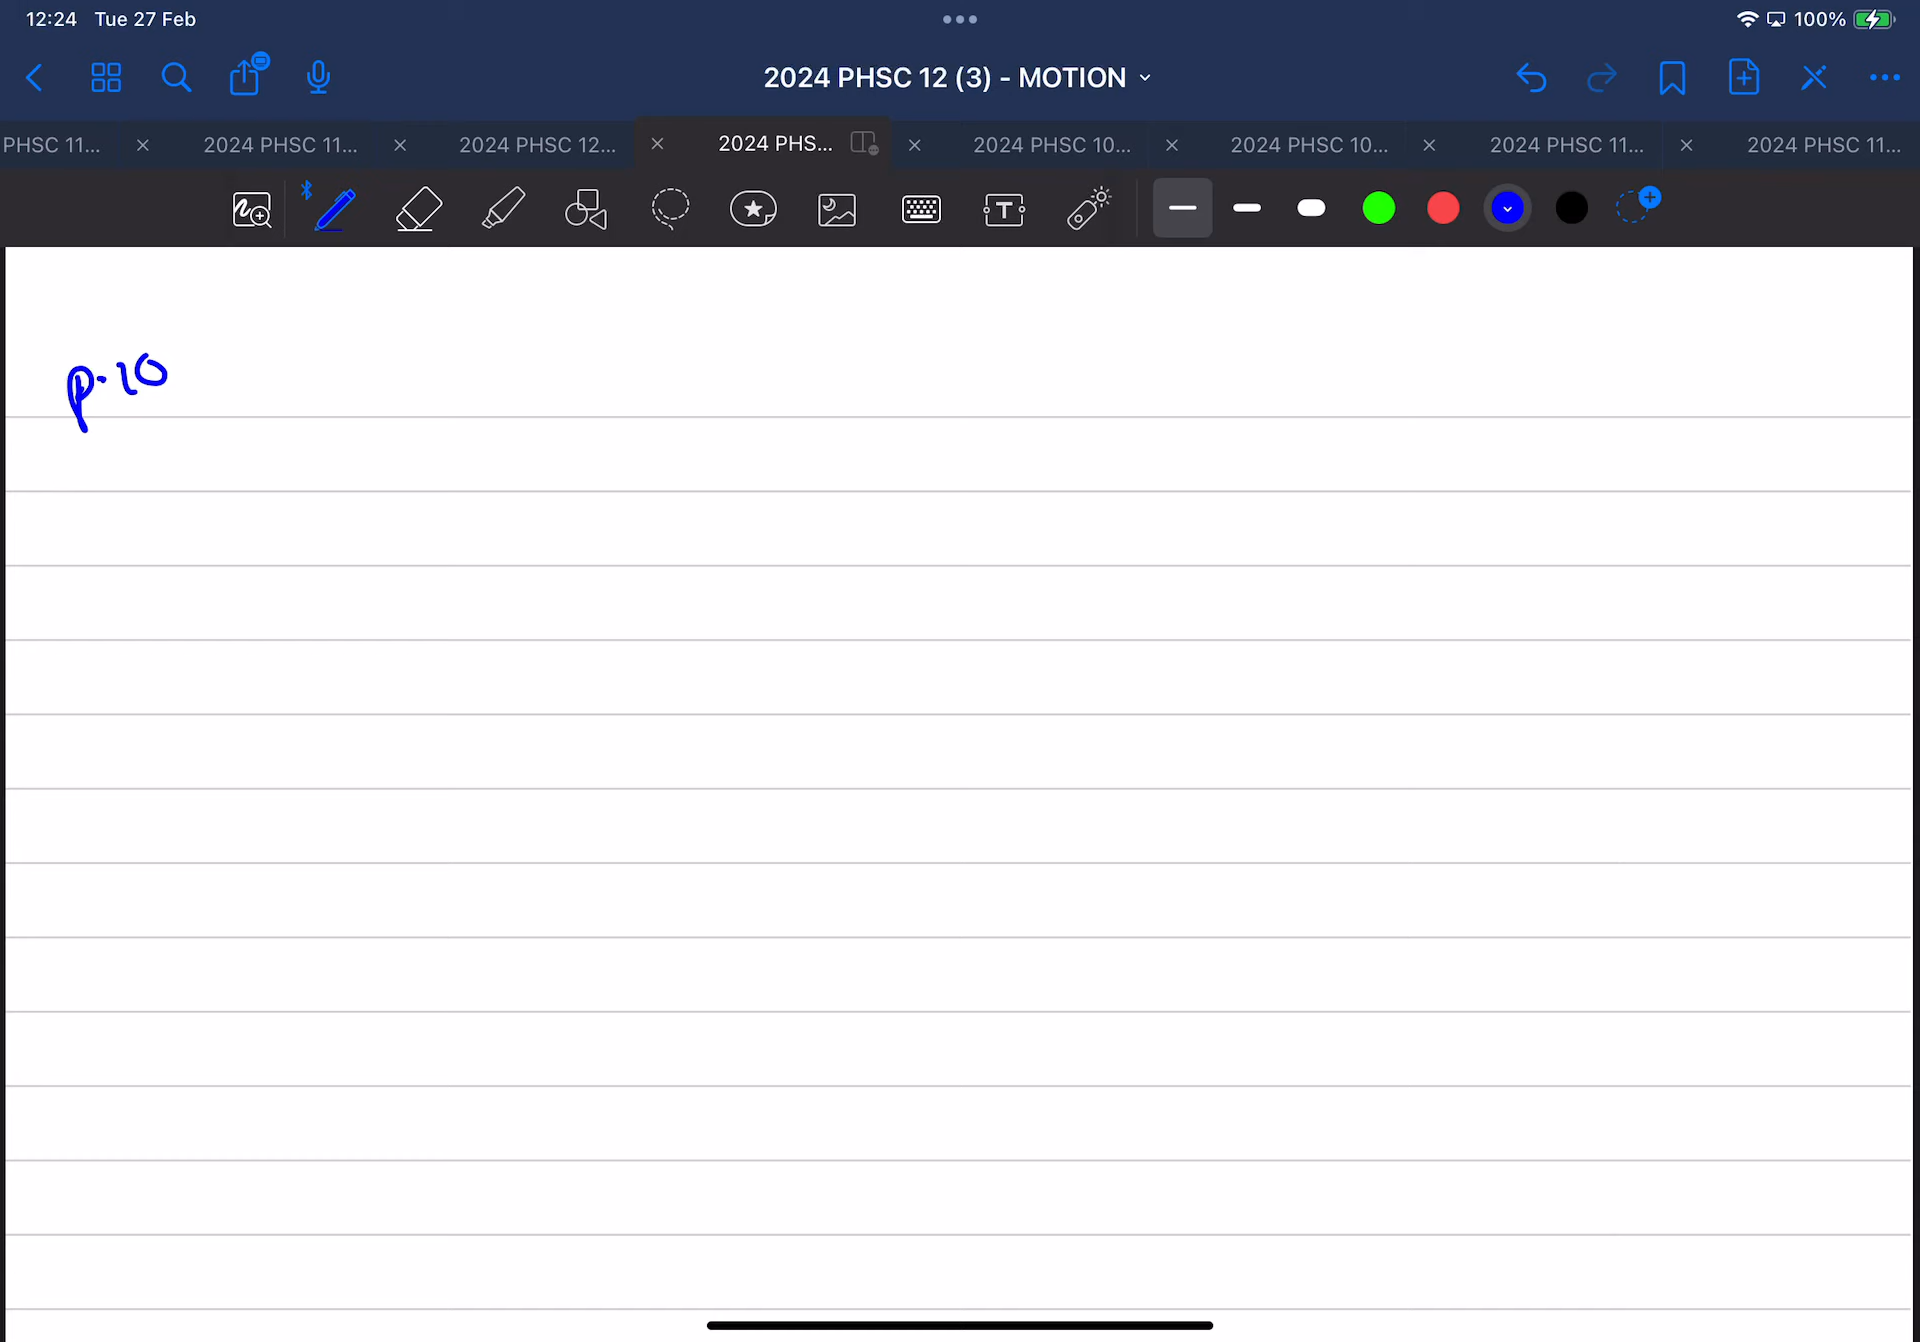 12:24 Tue 27 Feb
100%
2024 PHSC 12 (3) - MOTION
PHSC 11... 2024 PHSC 11... 2024 PHSC 12... 2024 PHS... 2024 PHSC 10... 2024 PHSC 10... 2024 PHSC 11... 2024 PHSC 11...
T
p.10